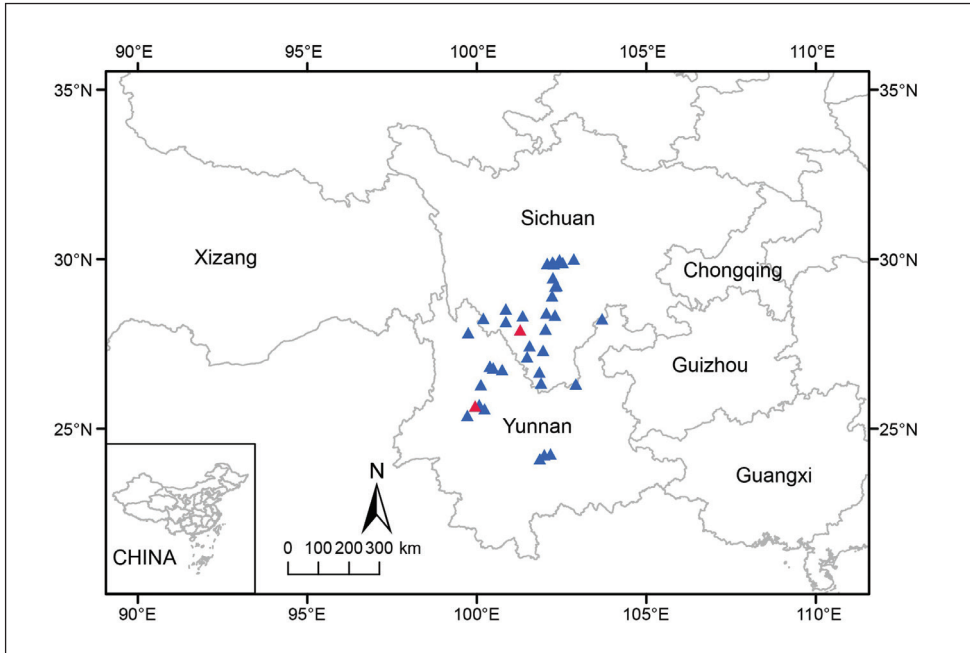 90°E 95°E 100°E 105°E 110°E
35°N 35°N
Sichuan
Xizang
30°N 30°N
Chongqing
Guizhou
25°N 25°N
Yunnan
Guangxi
N
CHINA
0 100 200 300 km
90°E 95°E 100°E 105°E 110°E